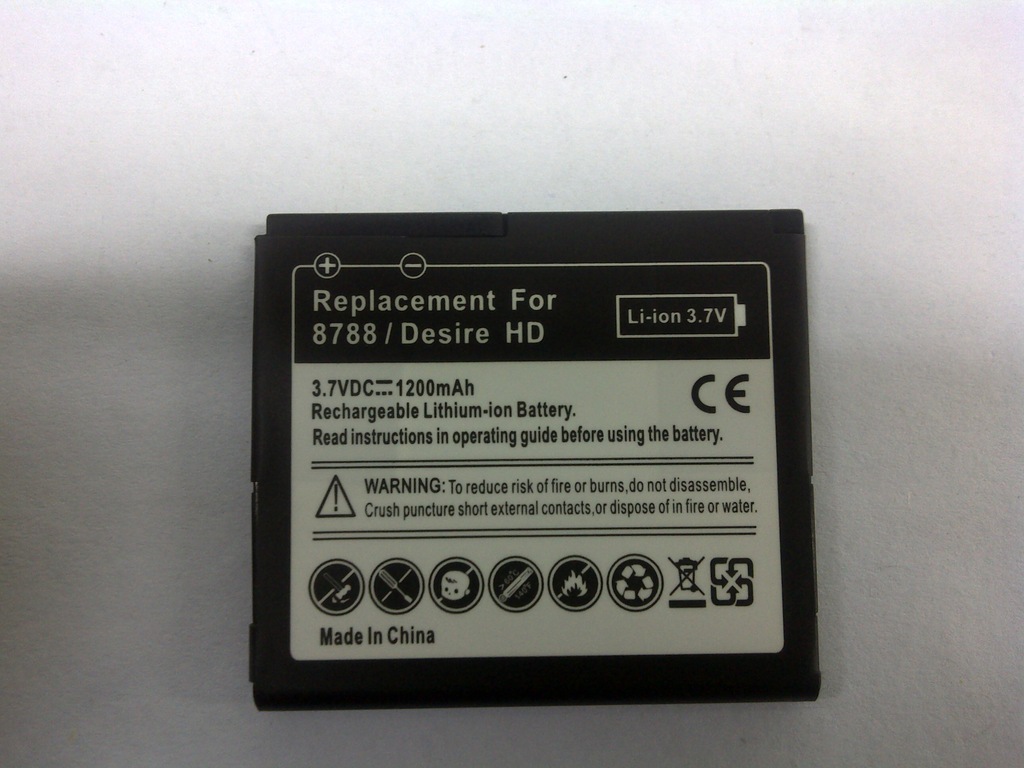 Replacement For
8788 / Desire HD
Li-ion 3.7V
3.7VDC⎓1200mAh
Rechargeable Lithium-ion Battery.
Read instructions in operating guide before using the battery.
CE
WARNING: To reduce risk of fire or burns,do not disassemble,
Crush puncture short external contacts,or dispose of in fire or water.
>60°C
140°F
Made In China